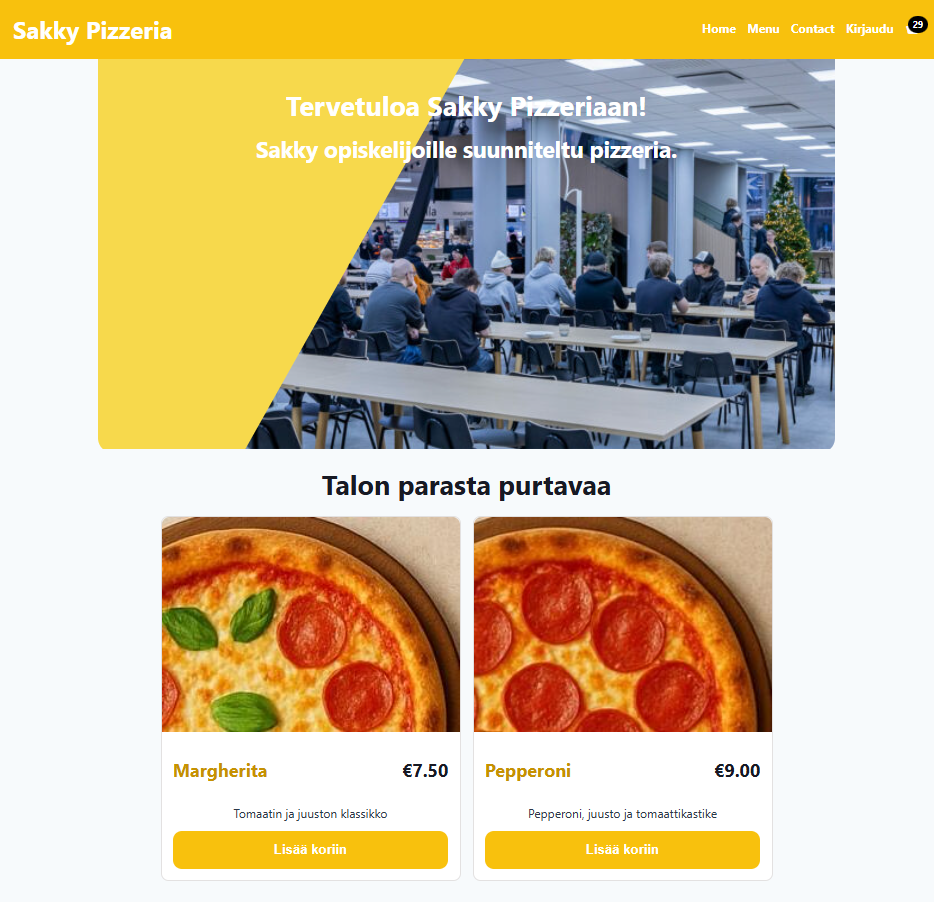 Sakky Pizzeria
Home Menu Contact Kirjaudu 29
Tervetuloa Sakky Pizzeriaan!
Sakky opiskelijoille suunniteltu pizzeria.
Talon parasta purtavaa
Margherita €7.50
Tomaatin ja juuston klassikko
Lisää koriin
Pepperoni €9.00
Pepperoni, juusto ja tomaattikastike
Lisää koriin